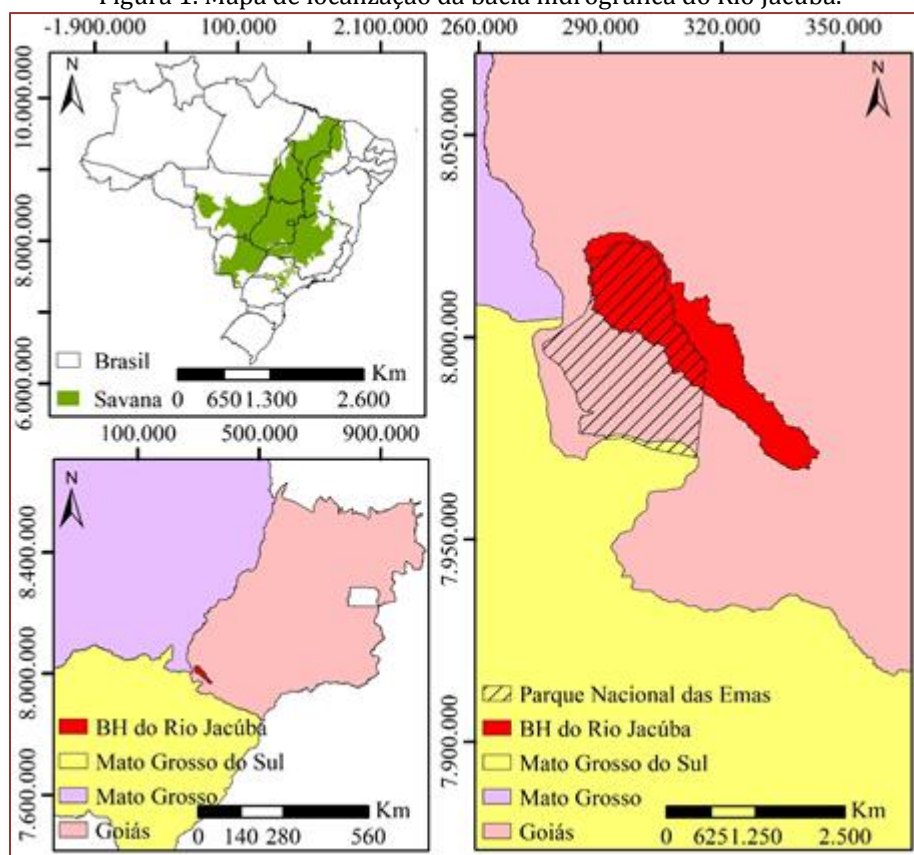 Figura 1. Mapa de localização da bacia hidrográfica do Rio Jacuba.
-1.900.000 100.000 2.100.000
N
10.000.000
8.000.000
6.000.000
Brasil
Savana
Km
0 650 1.300 2.600
100.000 500.000 900.000
N
8.400.000
8.000.000
7.600.000
BH do Rio Jacúba
Mato Grosso do Sul
Mato Grosso
Goiás
Km
0 140 280 560
260.000 290.000 320.000 350.000
N
8.050.000
8.000.000
7.950.000
7.900.000
Parque Nacional das Emas
BH do Rio Jacúba
Mato Grosso do Sul
Mato Grosso
Goiás
Km
0 625 1.250 2.500